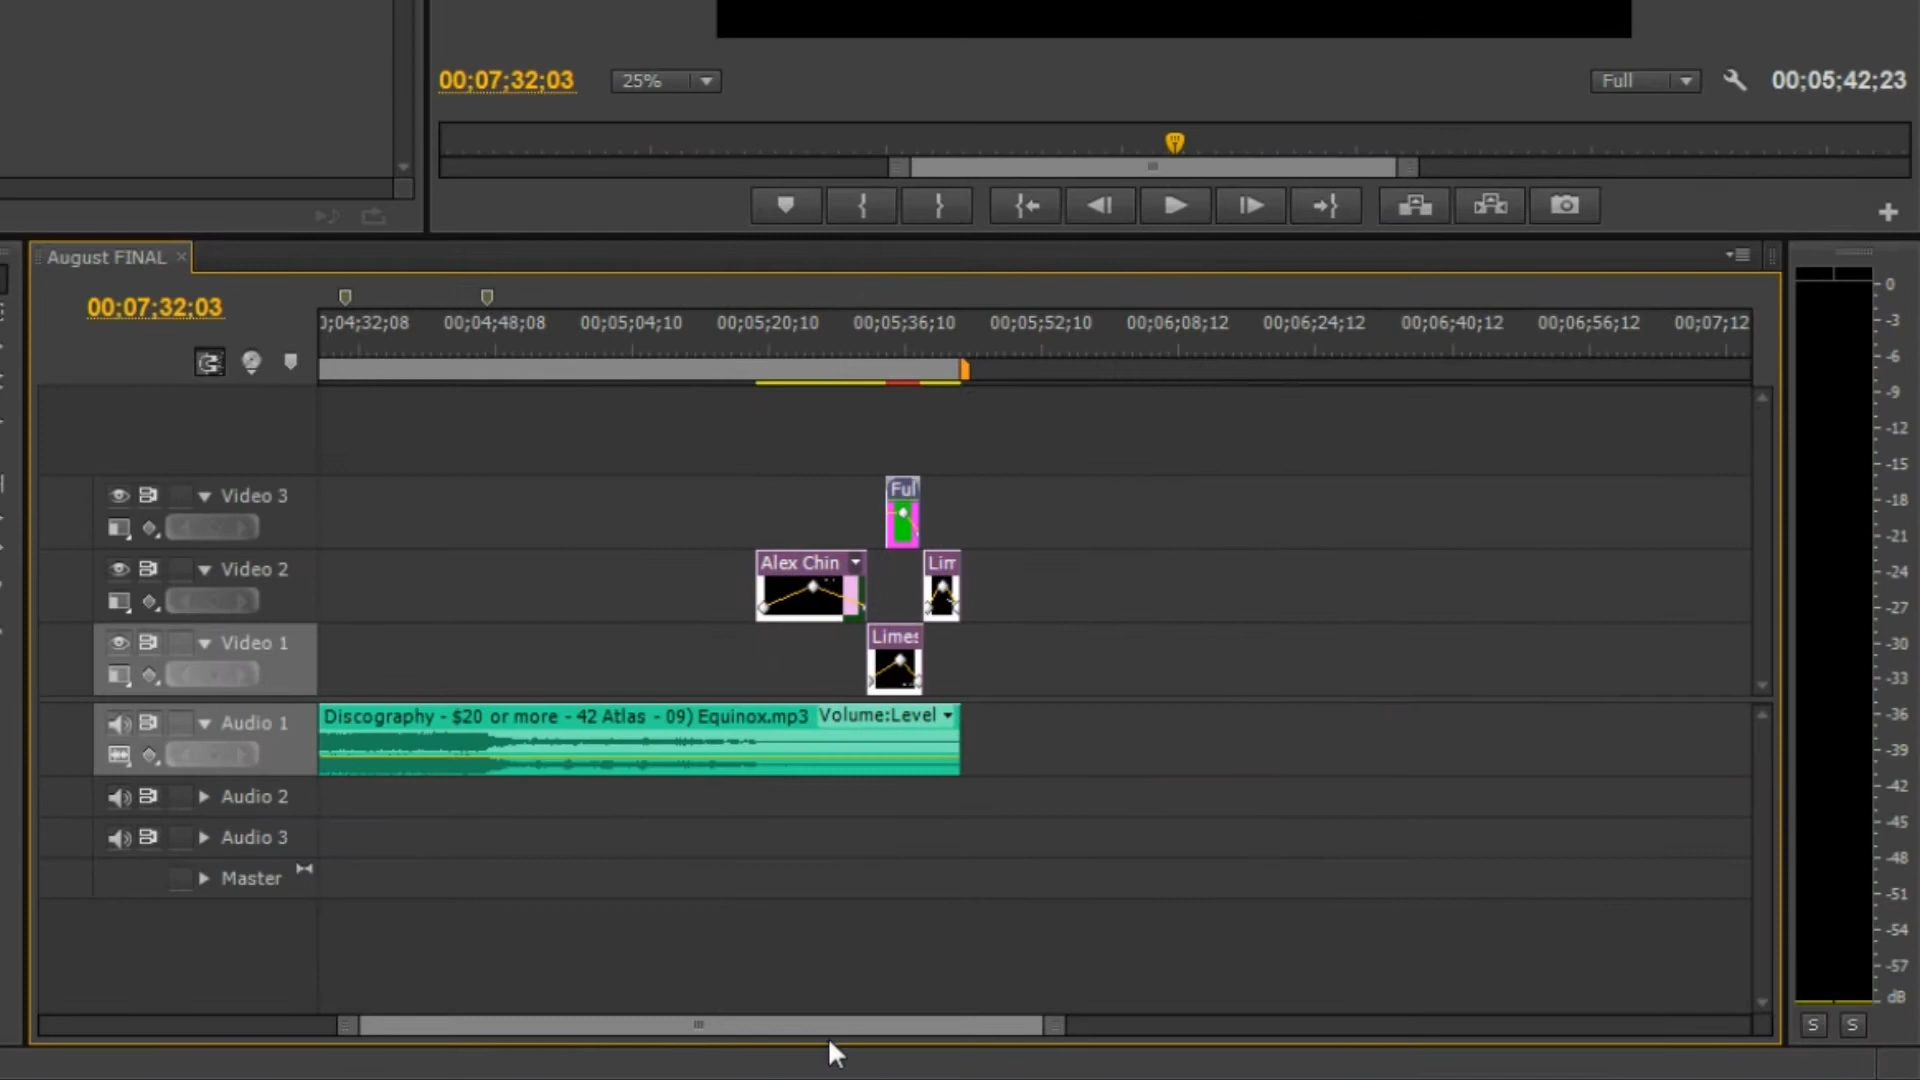 00;07;32;03 25% Full 00;05;42;23
August FINAL
00;07;32;03
;04;32;08 00;04;48;08 00;05;04;10 00;05;20;10 00;05;36;10 00;05;52;10 00;06;08;12 00;06;24;12 00;06;40;12 00;06;56;12 00;07;12
Video 3
Ful
Video 2
Alex Chin
Lim
Video 1
Limes
Audio 1
Discography - $20 or more - 42 Atlas - 09) Equinox.mp3 Volume:Level
Audio 2
Audio 3
Master
0
-3
-6
-9
-12
-15
-18
-21
-24
-27
-30
-33
-36
-39
-42
-45
-48
-51
-54
-57
dB
S S